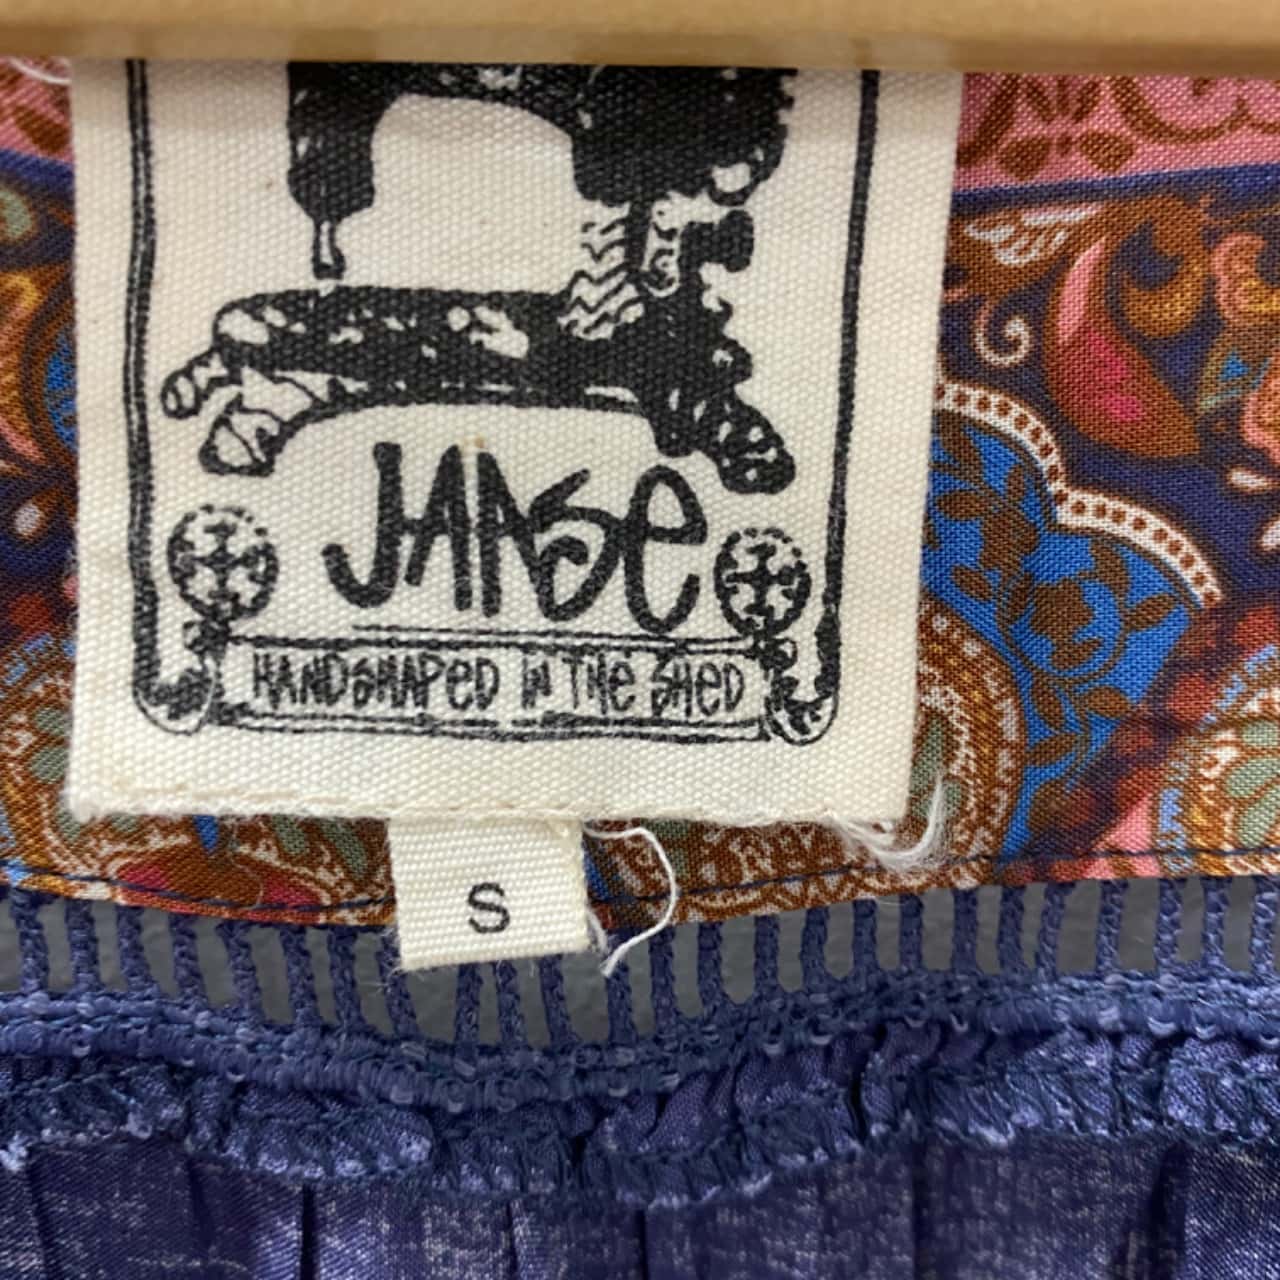 JAASE
HANDSHAPED IN THE SHED
S